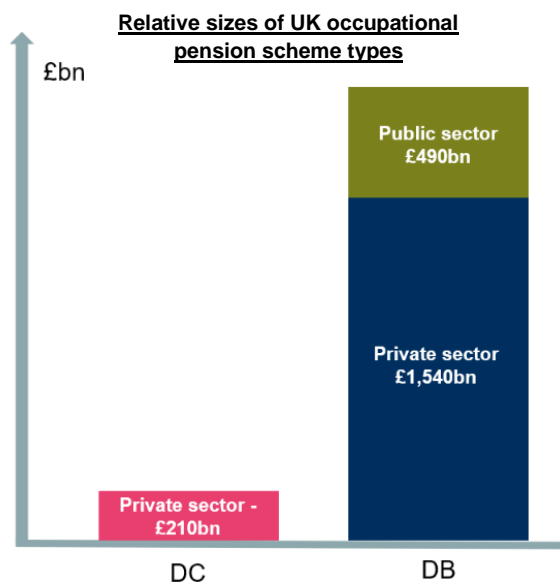 Relative sizes of UK occupational
pension scheme types
£bn
Public sector
£490bn
Private sector
£1,540bn
Private sector -
£210bn
DC
DB